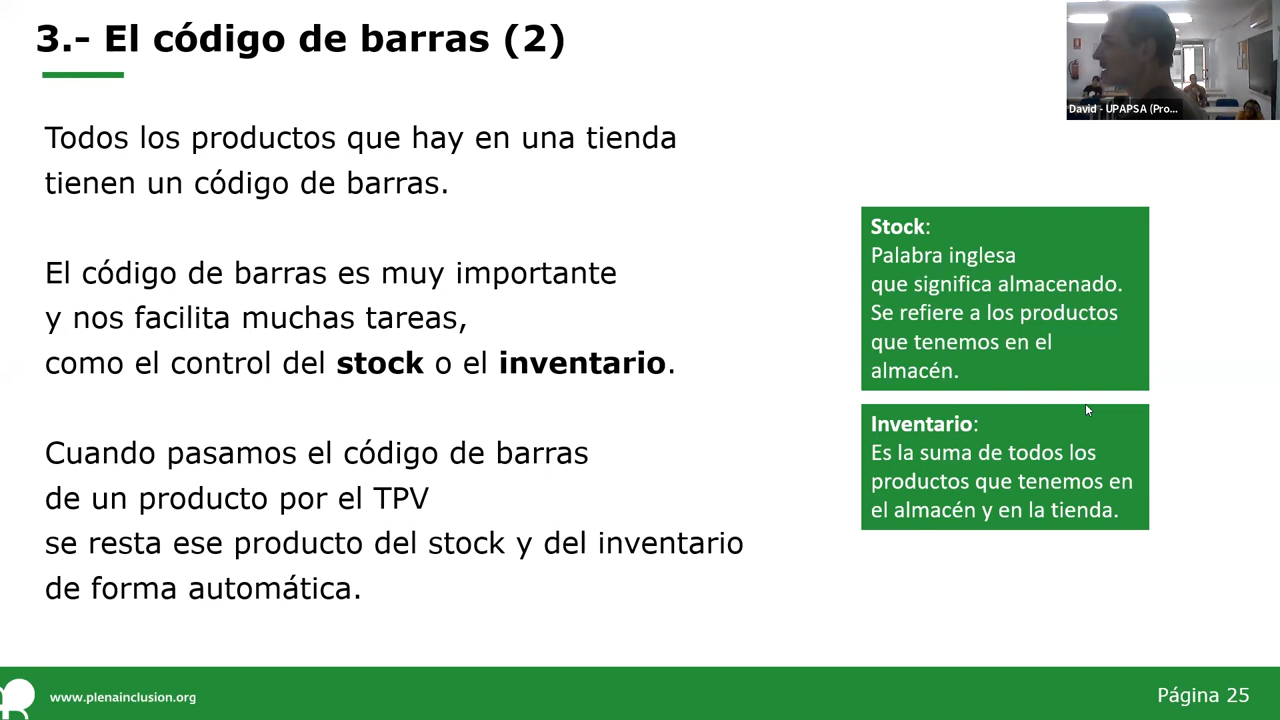 3.- El código de barras (2)
David - UPAPSA (Pro...
Todos los productos que hay en una tienda
tienen un código de barras.
El código de barras es muy importante
y nos facilita muchas tareas,
como el control del stock o el inventario.
Cuando pasamos el código de barras
de un producto por el TPV
se resta ese producto del stock y del inventario
de forma automática.
Stock:
Palabra inglesa
que significa almacenado.
Se refiere a los productos
que tenemos en el
almacén.
Inventario:
Es la suma de todos los
productos que tenemos en
el almacén y en la tienda.
www.plenainclusion.org
Página 25